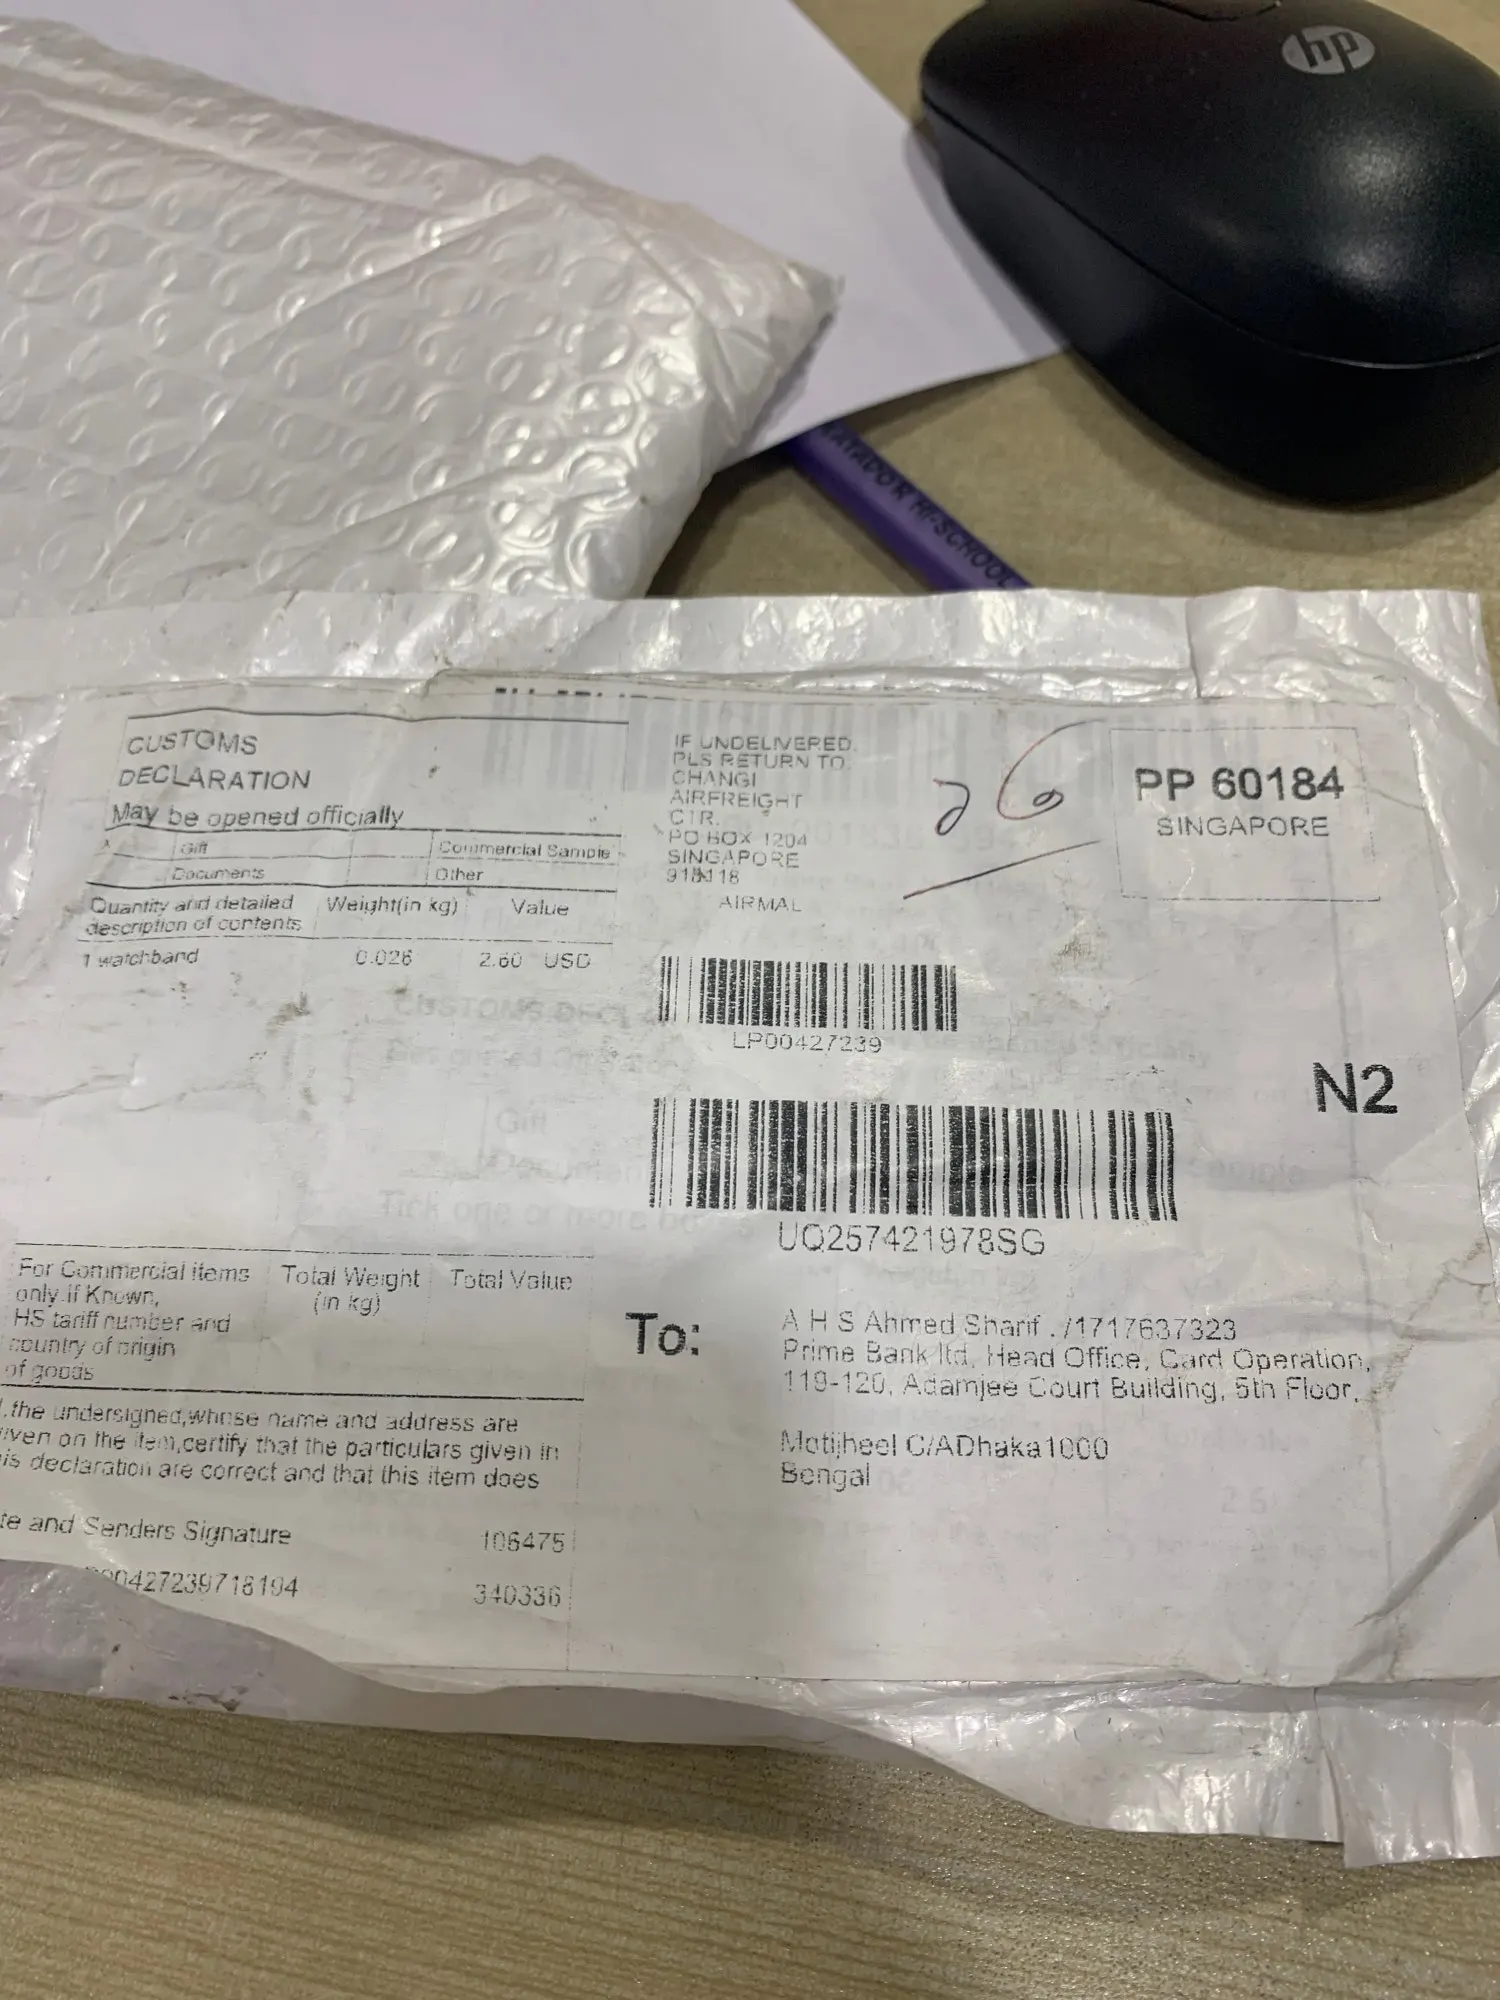 hp
MATADOR HI-SCHOOL
CUSTOMS
DECLARATION
May be opened officially
Gift
Commercial Sample
Documents
Other
Quantity and detailed
description of contents
Weight(in kg)
Value
1 watchband
0.026
2.60 USD
IF UNDELIVERED,
PLS RETURN TO
CHANGI
AIRFREIGHT
CTR.
PO BOX 1204
SINGAPORE
918118
AIRMAL
26
PP 60184
SINGAPORE
LP00427239
N2
UQ257421978SG
For Commercial items
only.if Known,
HS tariff number and
country of origin
of goods
Total Weight
(in kg)
Total Value
To:
A H S Ahmed Sharif ./1717637323
Prime Bank ltd, Head Office, Card Operation,
119-120, Adamjee Court Building, 5th Floor,
Motijheel C/ADhaka1000
Bengal
I,the undersigned,whose name and address are
given on the item,certify that the particulars given in
this declaration are correct and that this item does
and Senders Signature
106475
00427239718194
340336